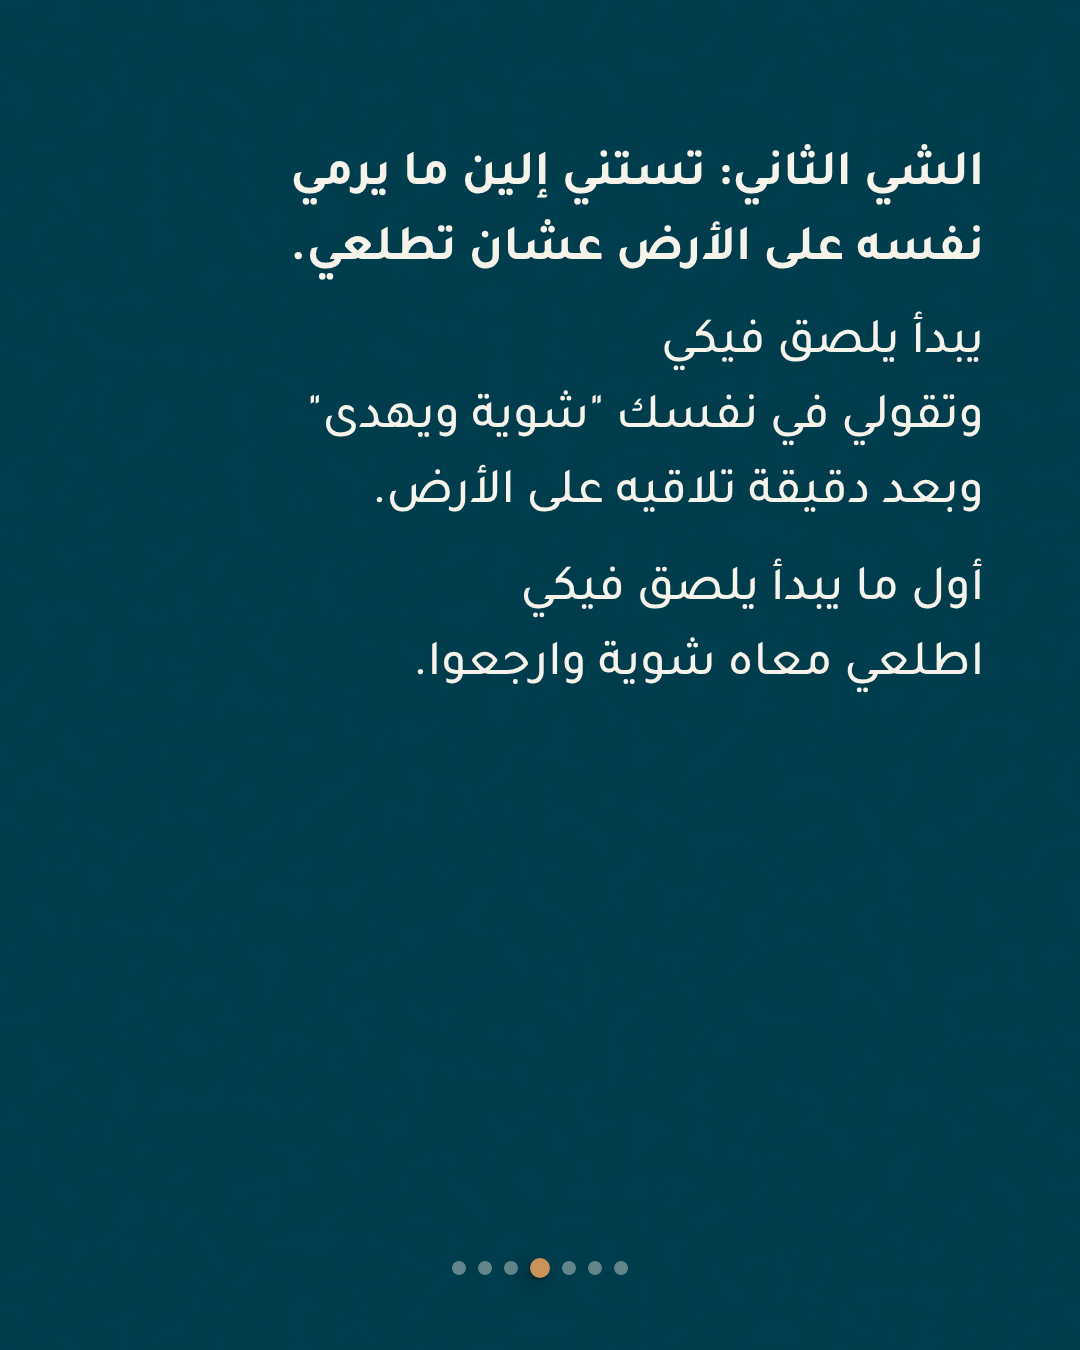 الشي الثاني: تستني إلين ما يرمي
نفسه على الأرض عشان تطلعي.
يبدأ يلصق فيكي
وتقولي في نفسك "شوية ويهدى"
وبعد دقيقة تلاقيه على الأرض.
أول ما يبدأ يلصق فيكي
اطلعي معاه شوية وارجعوا.